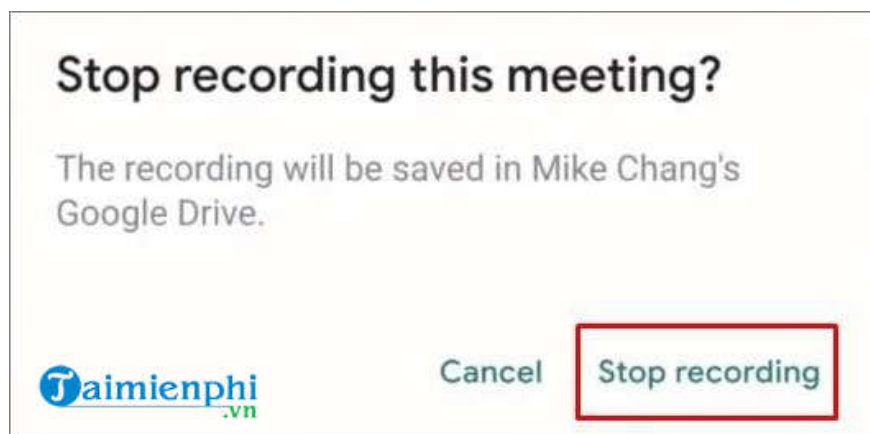 Stop recording this meeting?
The recording will be saved in Mike Chang's
Google Drive.
Cancel Stop recording
Taimienphi
.vn